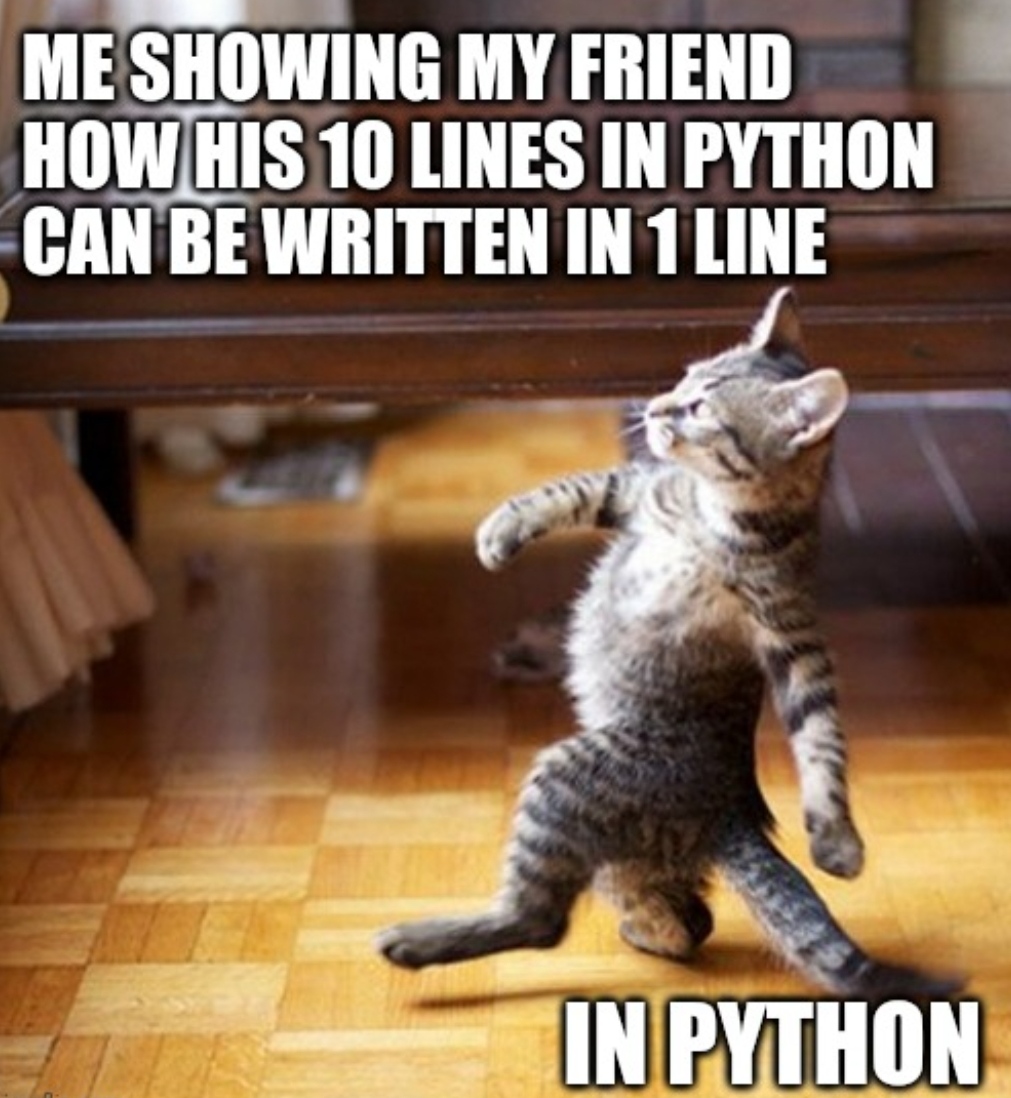 ME SHOWING MY FRIEND
HOW HIS 10 LINES IN PYTHON
CAN BE WRITTEN IN 1 LINE
IN PYTHON